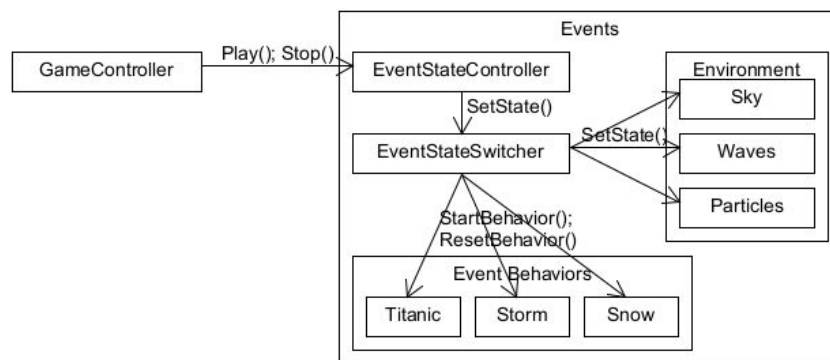 Events
GameController
Play(); Stop()
EventStateController
SetState()
EventStateSwitcher
SetState()
Environment
Sky
Waves
Particles
StartBehavior();
ResetBehavior()
Event Behaviors
Titanic
Storm
Snow